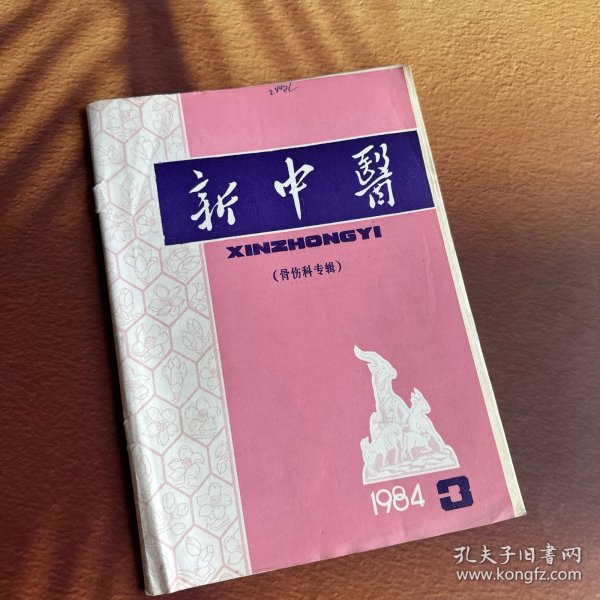 新中醫
XINZHONGYI
(骨伤科专辑)
1984 3
孔夫子旧书网
www.kongfz.com